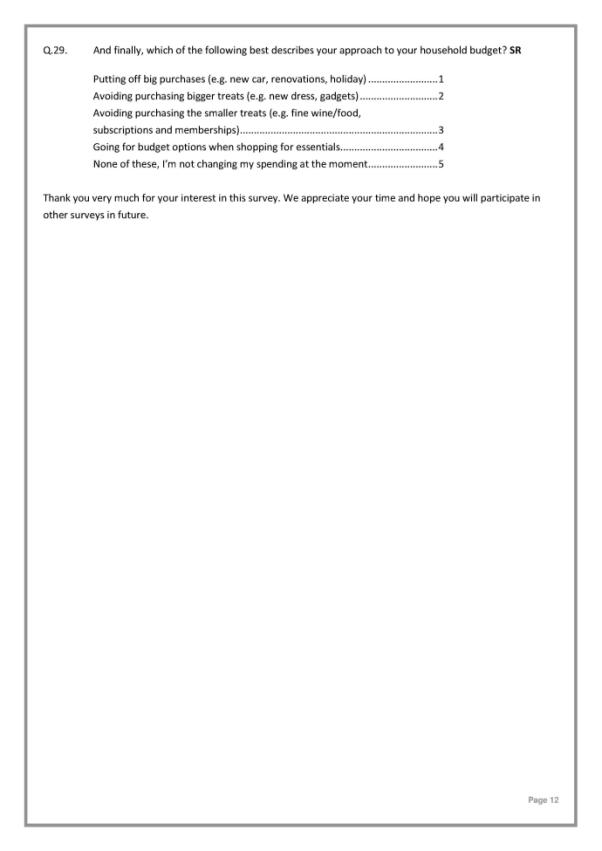 Q.29. And finally, which of the following best describes your approach to your household budget? SR
Putting off big purchases (e.g. new car, renovations, holiday) ..........................1
Avoiding purchasing bigger treats (e.g. new dress, gadgets).............................2
Avoiding purchasing the smaller treats (e.g. fine wine/food,
subscriptions and memberships)..........................................................................3
Going for budget options when shopping for essentials....................................4
None of these, I'm not changing my spending at the moment..........................5
Thank you very much for your interest in this survey. We appreciate your time and hope you will participate in
other surveys in future.
Page 12